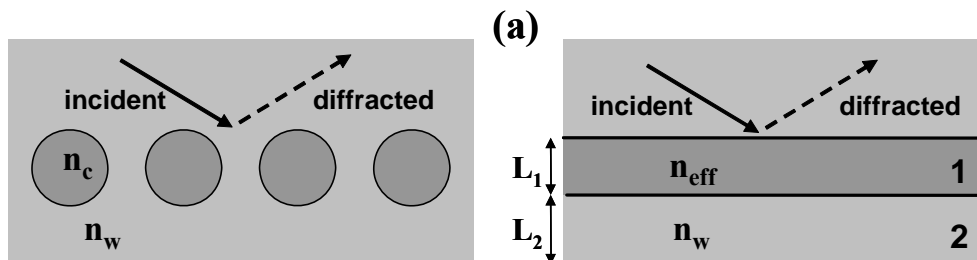 (a)
incident
diffracted
n_c
n_w
incident
diffracted
L_1
n_eff
1
L_2
n_w
2